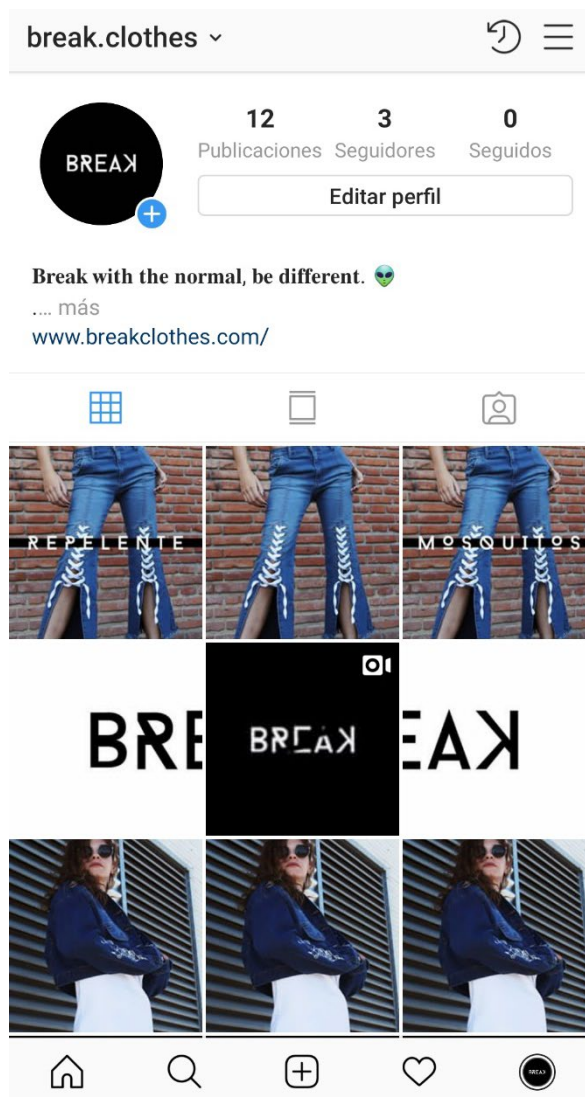 break.clothes
12 3 0
Publicaciones Seguidores Seguidos
BREAK
Editar perfil
Break with the normal, be different. 👽
.... más
www.breakclothes.com/
REPELENTE
MOSQUITOS
BRE
BREAK
EAK
BREAK